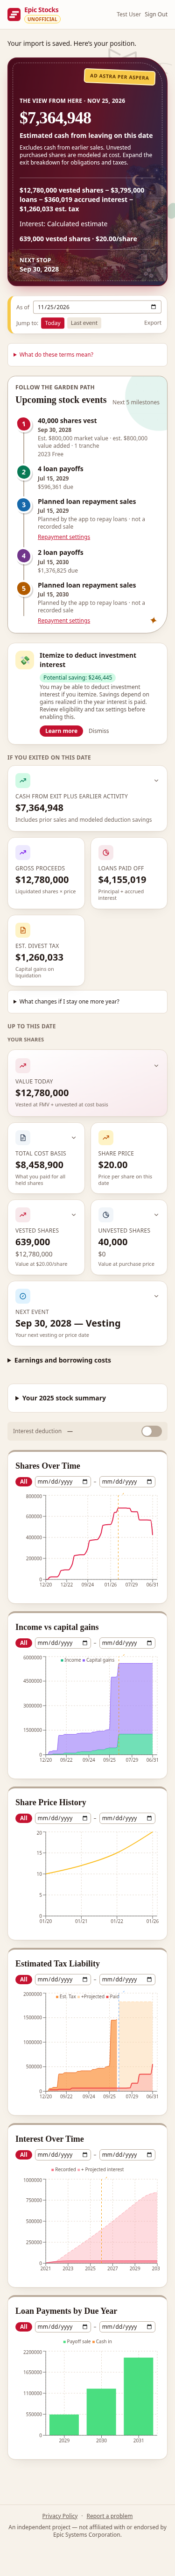 Epic Stocks
UNOFFICIAL
Test User Sign Out
Your import is saved. Here's your position.
AD ASTRA PER ASPERA
THE VIEW FROM HERE · NOV 25, 2026
$7,364,948
Estimated cash from leaving on this date
Excludes cash from earlier sales. Unvested
purchased shares are modeled at cost. Expand the
exit breakdown for obligations and taxes.
$12,780,000 vested shares − $3,795,000
loans − $360,019 accrued interest −
$1,260,033 est. tax
Interest: Calculated estimate
639,000 vested shares · $20.00/share
NEXT STOP
Sep 30, 2028
As of 11/25/2026
Jump to: Today Last event Export
▶ What do these terms mean?
FOLLOW THE GARDEN PATH
Upcoming stock events Next 5 milestones
1
40,000 shares vest
Sep 30, 2028
Est. $800,000 market value · est. $800,000
value added · 1 tranche
2023 Free
2
4 loan payoffs
Jul 15, 2029
$596,361 due
3
Planned loan repayment sales
Jul 15, 2029
Planned by the app to repay loans · not a
recorded sale
Repayment settings
4
2 loan payoffs
Jul 15, 2030
$1,376,825 due
5
Planned loan repayment sales
Jul 15, 2030
Planned by the app to repay loans · not a
recorded sale
Repayment settings
Itemize to deduct investment
interest
Potential saving: $246,445
You may be able to deduct investment
interest if you itemize. Savings depend on
gains realized in the year interest is paid.
Review eligibility and tax settings before
enabling this.
Learn more Dismiss
IF YOU EXITED ON THIS DATE
CASH FROM EXIT PLUS EARLIER ACTIVITY
$7,364,948
Includes prior sales and modeled deduction savings
GROSS PROCEEDS
$12,780,000
Liquidated shares × price
LOANS PAID OFF
$4,155,019
Principal + accrued
interest
EST. DIVEST TAX
$1,260,033
Capital gains on
liquidation
▶ What changes if I stay one more year?
UP TO THIS DATE
YOUR SHARES
VALUE TODAY
$12,780,000
Vested at FMV + unvested at cost basis
TOTAL COST BASIS
$8,458,900
What you paid for all
held shares
SHARE PRICE
$20.00
Price per share on this
date
VESTED SHARES
639,000
$12,780,000
Value at $20.00/share
UNVESTED SHARES
40,000
$0
Value at purchase price
NEXT EVENT
Sep 30, 2028 — Vesting
Your next vesting or price date
▶ Earnings and borrowing costs
▶ Your 2025 stock summary
Interest deduction —
Shares Over Time
All mm/dd/yyyy – mm/dd/yyyy
800000
600000
400000
200000
0
12/20 12/22 09/24 01/26 07/29 06/31
Income vs capital gains
All mm/dd/yyyy – mm/dd/yyyy
Income Capital gains
6000000
4500000
3000000
1500000
0
12/20 09/22 09/24 09/25 07/29 06/31
Share Price History
All mm/dd/yyyy – mm/dd/yyyy
20
15
10
5
0
01/20 01/21 01/22 01/26
Estimated Tax Liability
All mm/dd/yyyy – mm/dd/yyyy
Est. Tax Projected Paid
2000000
1500000
1000000
500000
0
12/20 09/22 09/24 09/25 07/29 06/31
Interest Over Time
All mm/dd/yyyy – mm/dd/yyyy
Recorded + Projected interest
1000000
750000
500000
250000
0
2021 2023 2025 2027 2029 203
Loan Payments by Due Year
All mm/dd/yyyy – mm/dd/yyyy
Payoff sale Cash in
2200000
1650000
1100000
550000
0
2029 2030 2031
Privacy Policy · Report a problem
An independent project — not affiliated with or endorsed by
Epic Systems Corporation.